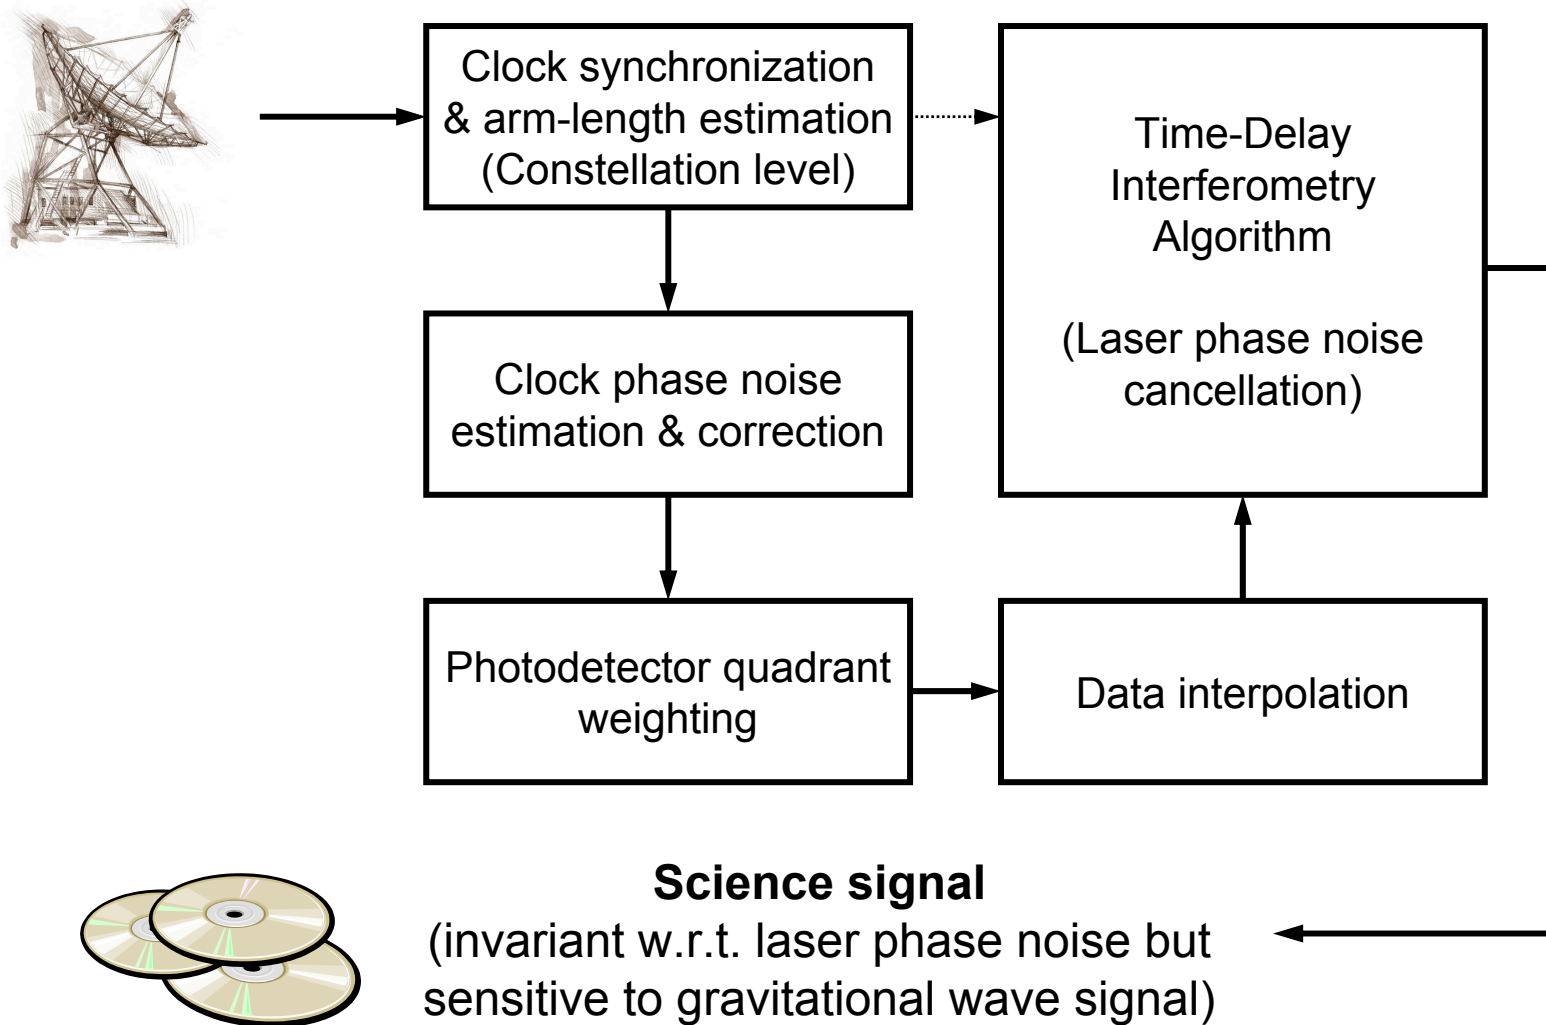 Clock synchronization
& arm-length estimation
(Constellation level)
Time-Delay
Interferometry
Algorithm
(Laser phase noise
cancellation)
Clock phase noise
estimation & correction
Photodetector quadrant
weighting
Data interpolation
Science signal
(invariant w.r.t. laser phase noise but
sensitive to gravitational wave signal)